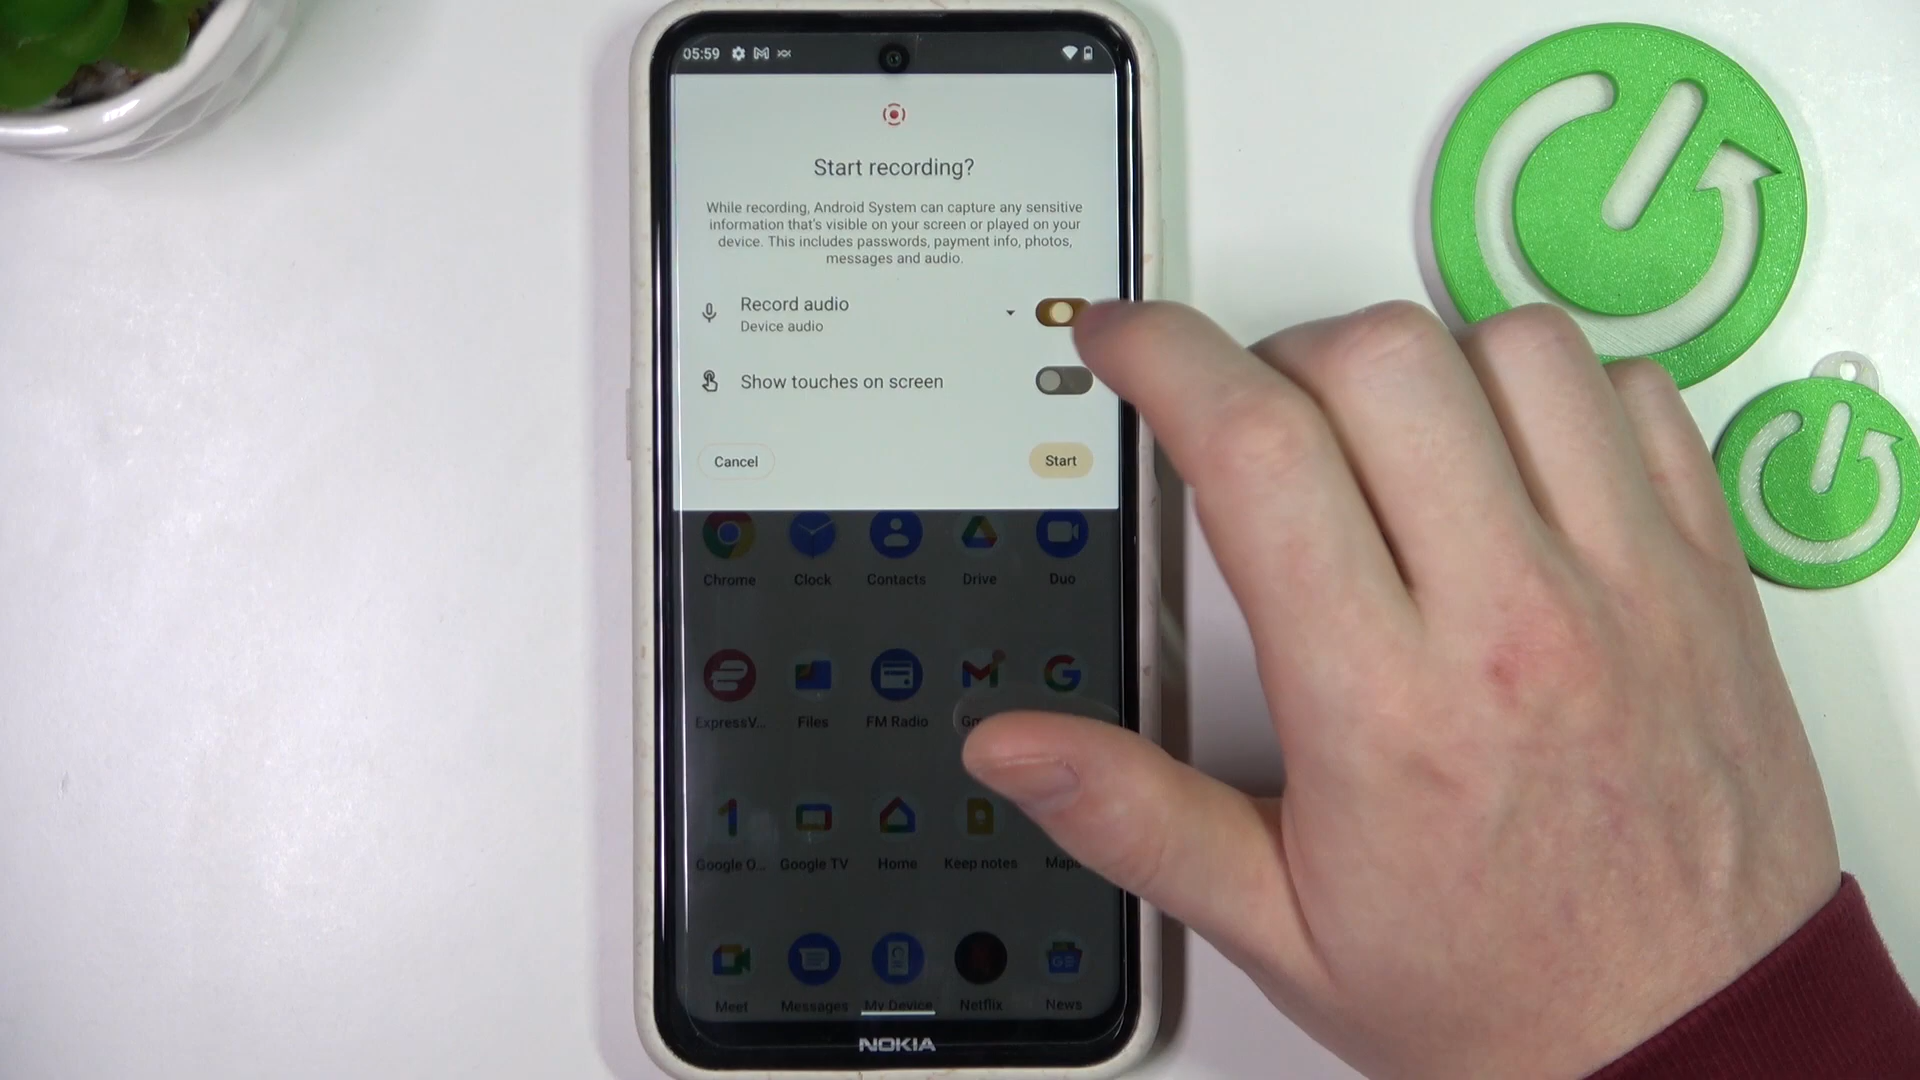 05:59
Start recording?
While recording, Android System can capture any sensitive
information that's visible on your screen or played on your
device. This includes passwords, payment info, photos,
messages and audio.
Record audio
Device audio
Show touches on screen
Cancel Start
Chrome Clock Contacts Drive Duo
ExpressV... Files FM Radio
Google O... Google TV Home Keep notes Maps
Meet Messages My Device Netflix News
NOKIA